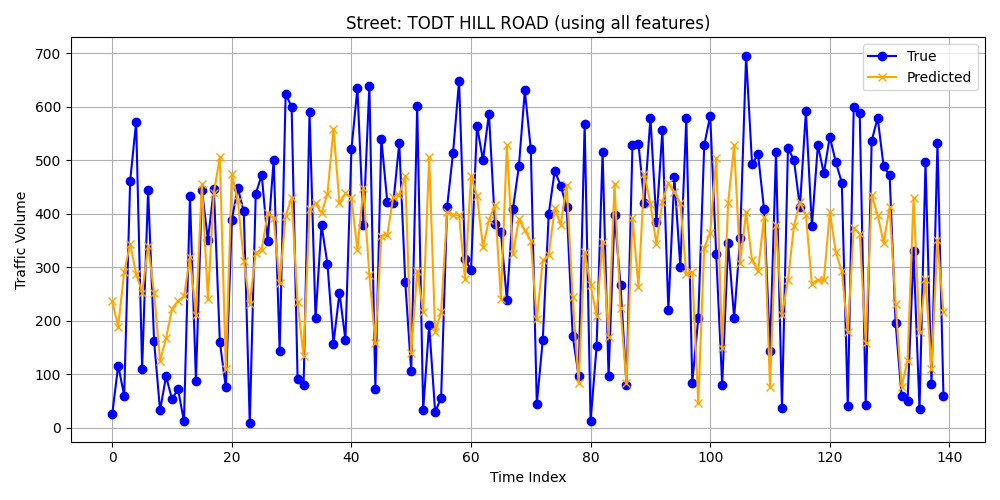 Street: TODT HILL ROAD (using all features)
True
Predicted
Traffic Volume
700
600
500
400
300
200
100
0
0 20 40 60 80 100 120 140
Time Index